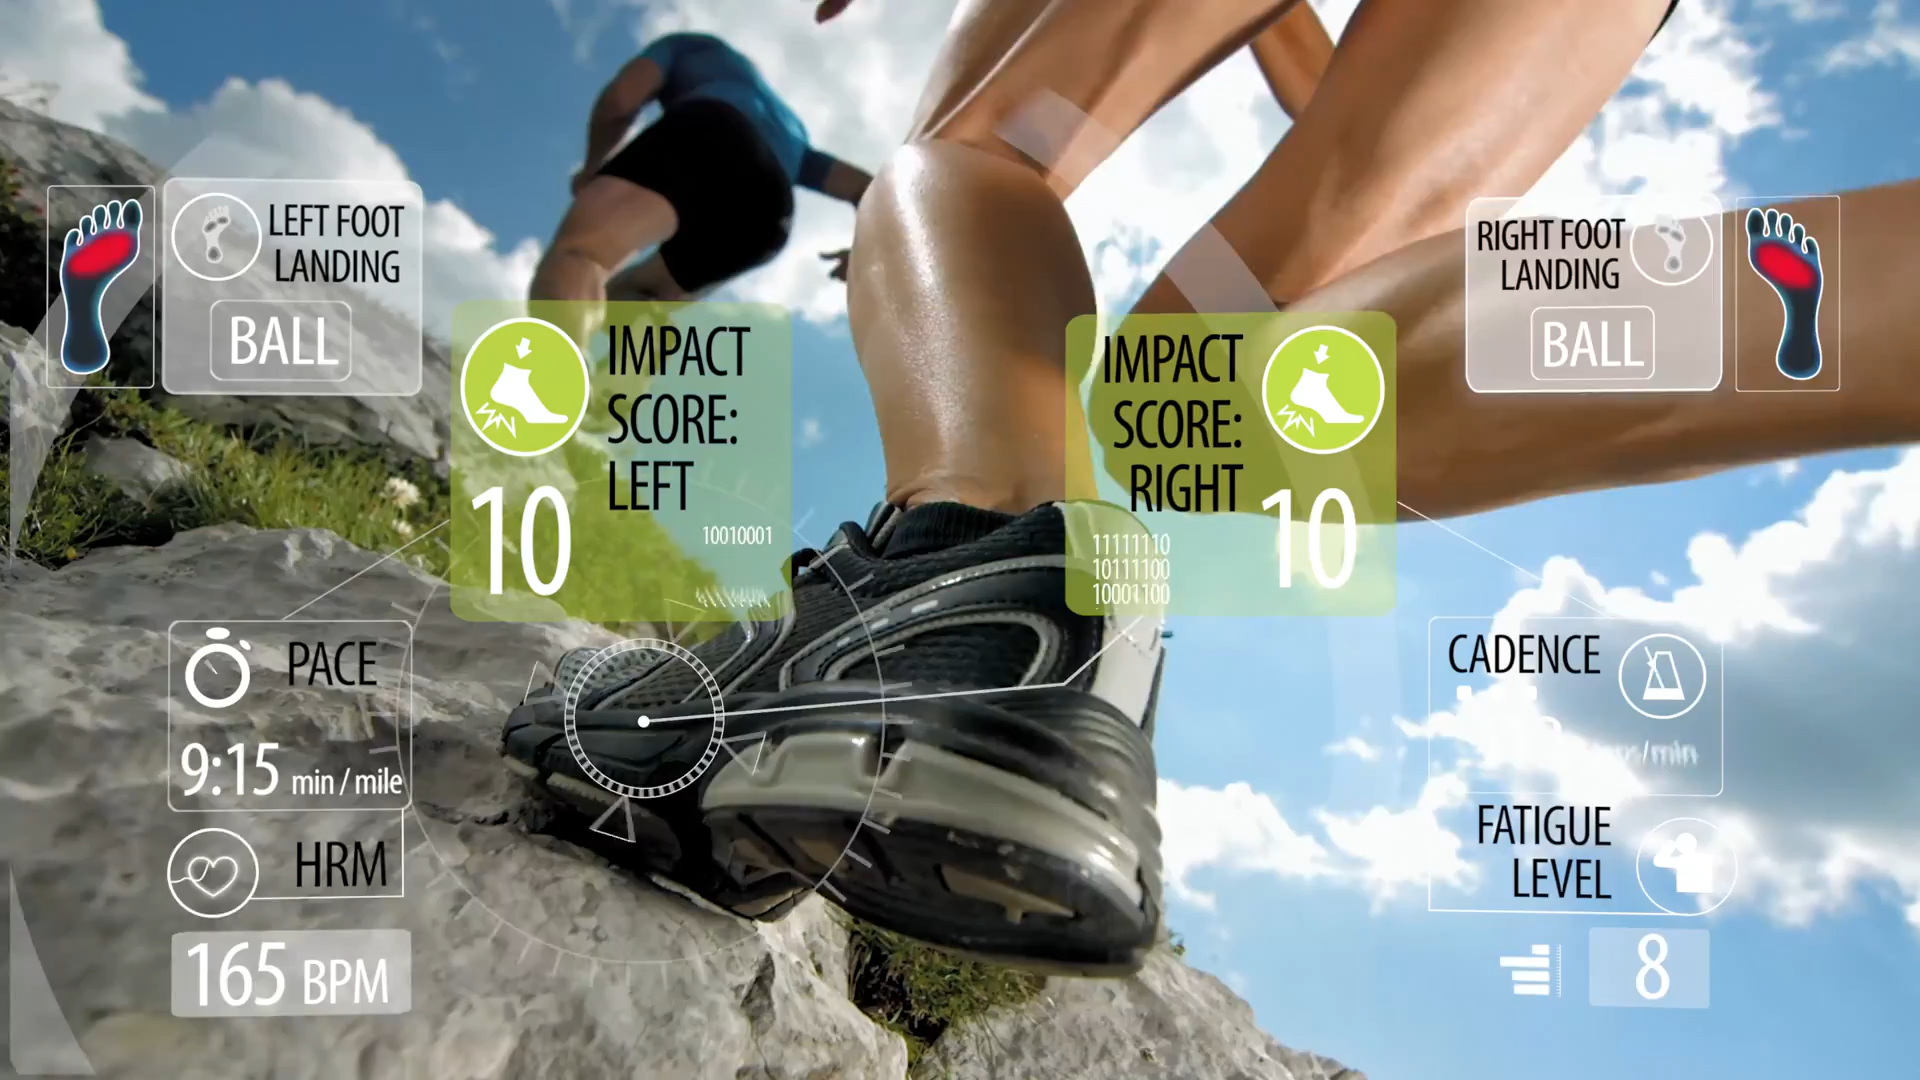 LEFT FOOT
LANDING
BALL
IMPACT
SCORE:
LEFT
10
10010001
IMPACT
SCORE:
RIGHT
10
11111110
10111100
10001100
RIGHT FOOT
LANDING
BALL
PACE
9:15 min / mile
HRM
165 BPM
CADENCE
/min
FATIGUE
LEVEL
8